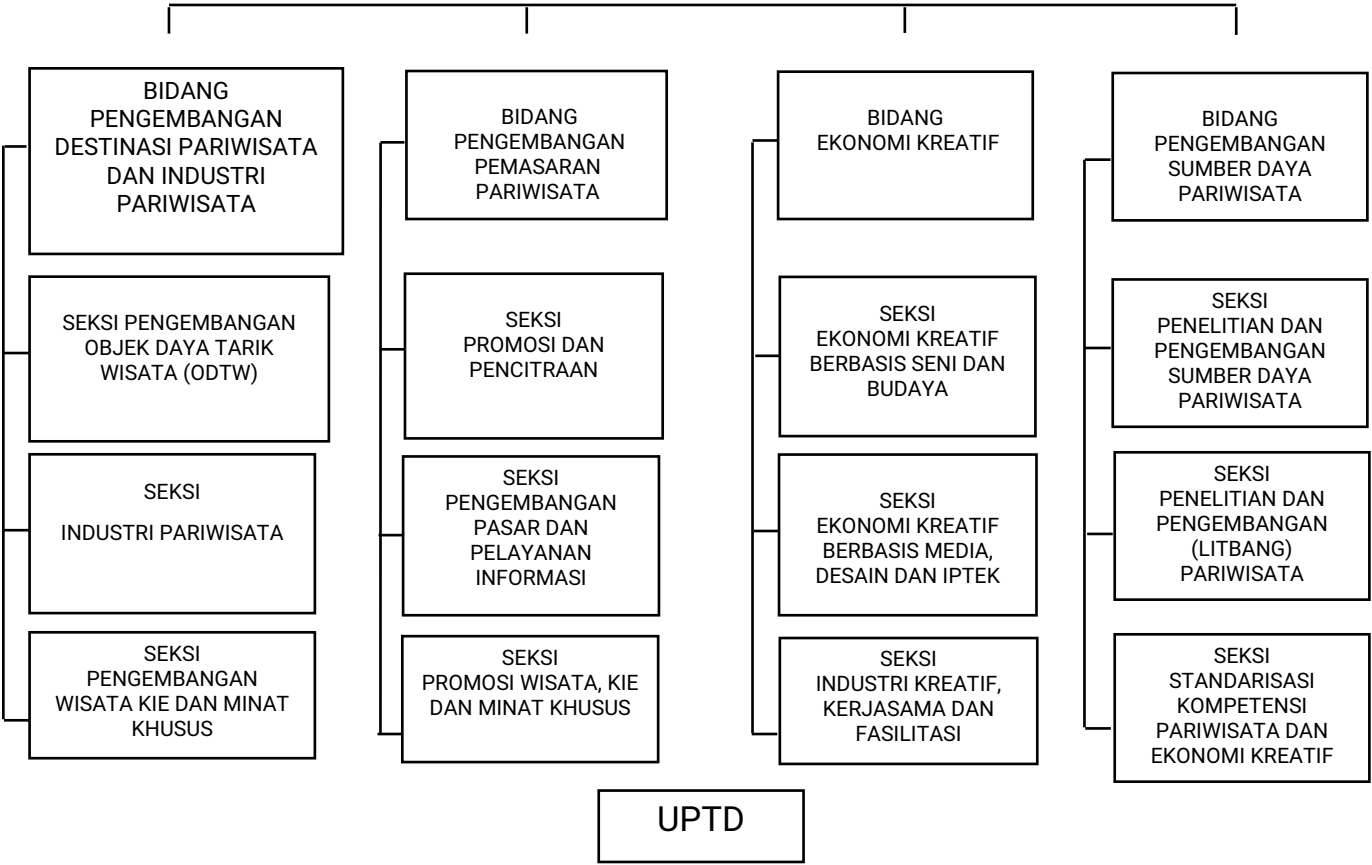 BIDANG
PENGEMBANGAN
DESTINASI PARIWISATA
DAN INDUSTRI
PARIWISATA
SEKSI PENGEMBANGAN
OBJEK DAYA TARIK
WISATA (ODTW)
SEKSI
INDUSTRI PARIWISATA
SEKSI
PENGEMBANGAN
WISATA KIE DAN MINAT
KHUSUS
BIDANG
PENGEMBANGAN
PEMASARAN
PARIWISATA
SEKSI
PROMOSI DAN
PENCITRAAN
SEKSI
PENGEMBANGAN
PASAR DAN
PELAYANAN
INFORMASI
SEKSI
PROMOSI WISATA, KIE
DAN MINAT KHUSUS
BIDANG
EKONOMI KREATIF
SEKSI
EKONOMI KREATIF
BERBASIS SENI DAN
BUDAYA
SEKSI
EKONOMI KREATIF
BERBASIS MEDIA,
DESAIN DAN IPTEK
SEKSI
INDUSTRI KREATIF,
KERJASAMA DAN
FASILITASI
BIDANG
PENGEMBANGAN
SUMBER DAYA
PARIWISATA
SEKSI
PENELITIAN DAN
PENGEMBANGAN
SUMBER DAYA
PARIWISATA
SEKSI
PENELITIAN DAN
PENGEMBANGAN
(LITBANG)
PARIWISATA
SEKSI
STANDARISASI
KOMPETENSI
PARIWISATA DAN
EKONOMI KREATIF
UPTD